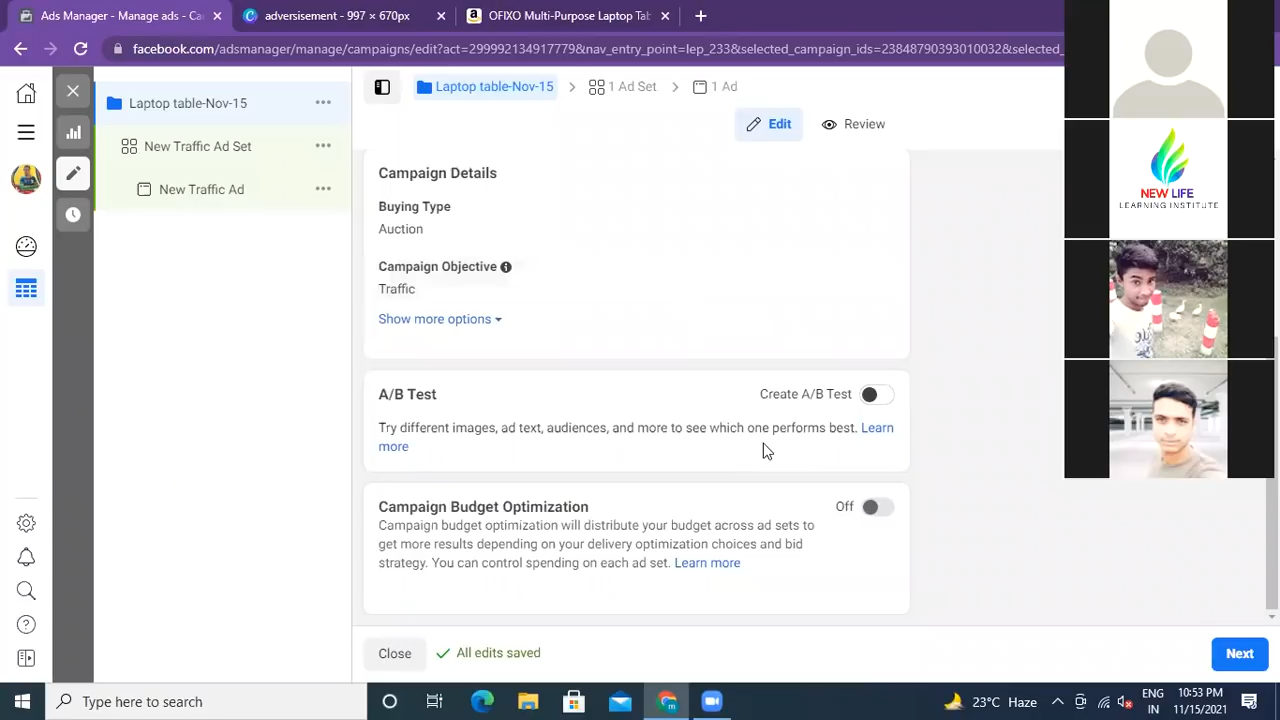 Ads Manager - Manage ads - Camp
advertisement - 997 × 670px
OFIXO Multi-Purpose Laptop Tabl
facebook.com/adsmanager/manage/campaigns/edit?act=299992134917779&nav_entry_point=lep_233&selected_campaign_ids=23848790393010032&selected_
Laptop table-Nov-15
New Traffic Ad Set
New Traffic Ad
Laptop table-Nov-15
1 Ad Set
1 Ad
Edit
Review
Campaign Details
Buying Type
Auction
Campaign Objective
Traffic
Show more options
A/B Test
Create A/B Test
Try different images, ad text, audiences, and more to see which one performs best. Learn
more
Campaign Budget Optimization
Off
Campaign budget optimization will distribute your budget across ad sets to
get more results depending on your delivery optimization choices and bid
strategy. You can control spending on each ad set. Learn more
Close
All edits saved
Next
NEW LIFE
LEARNING INSTITUTE
Type here to search
23°C Haze
ENG
IN
10:53 PM
11/15/2021